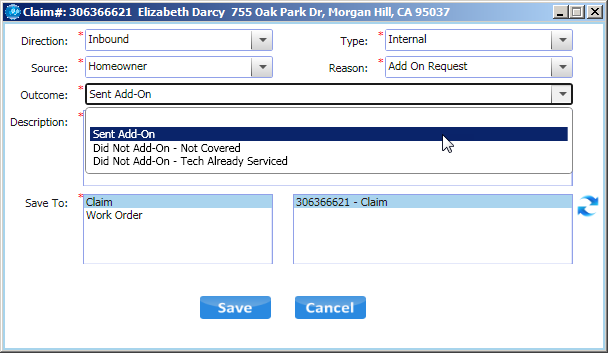 Claim#: 306366621  Elizabeth Darcy  755 Oak Park Dr, Morgan Hill, CA 95037
Direction: * Inbound Type: * Internal
Source: * Homeowner Reason: * Add On Request
Outcome: * Sent Add-On
Description: *
Sent Add-On
Did Not Add-On - Not Covered
Did Not Add-On - Tech Already Serviced
Save To: * Claim 306366621 - Claim
Work Order
Save Cancel